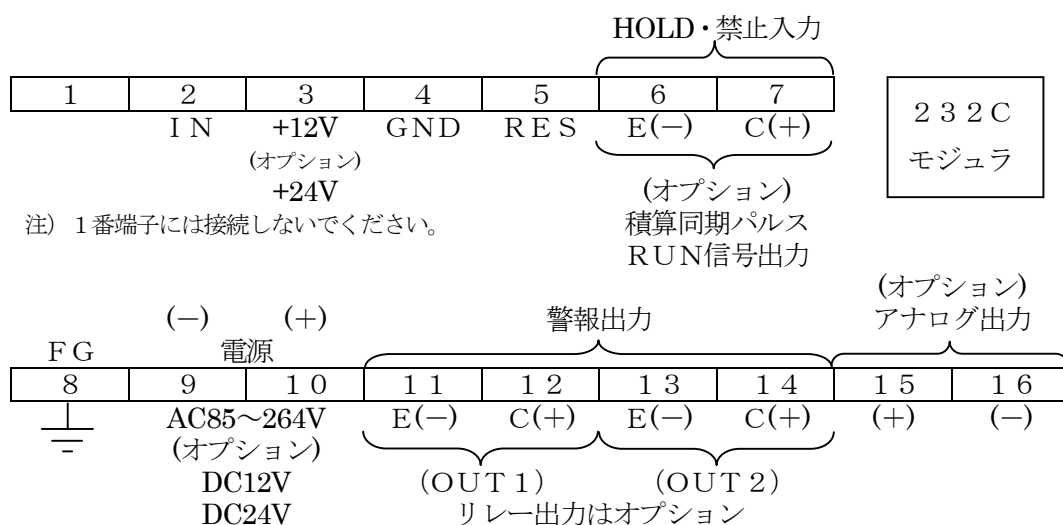 HOLD・禁止入力
1 2 3 4 5 6 7
IN +12V GND RES E(－) C(＋)
(オプション)
+24V
注) １番端子には接続しないでください。
(オプション)
積算同期パルス
ＲＵＮ信号出力
２３２Ｃ
モジュラ
(オプション)
アナログ出力
(－) (＋)
警報出力
ＦＧ 電源
8 9 10 11 12 13 14 15 16
AC85～264V E(－) C(＋) E(－) C(＋) (＋) (－)
(オプション)
DC12V (ＯＵＴ１) (ＯＵＴ２)
DC24V リレー出力はオプション